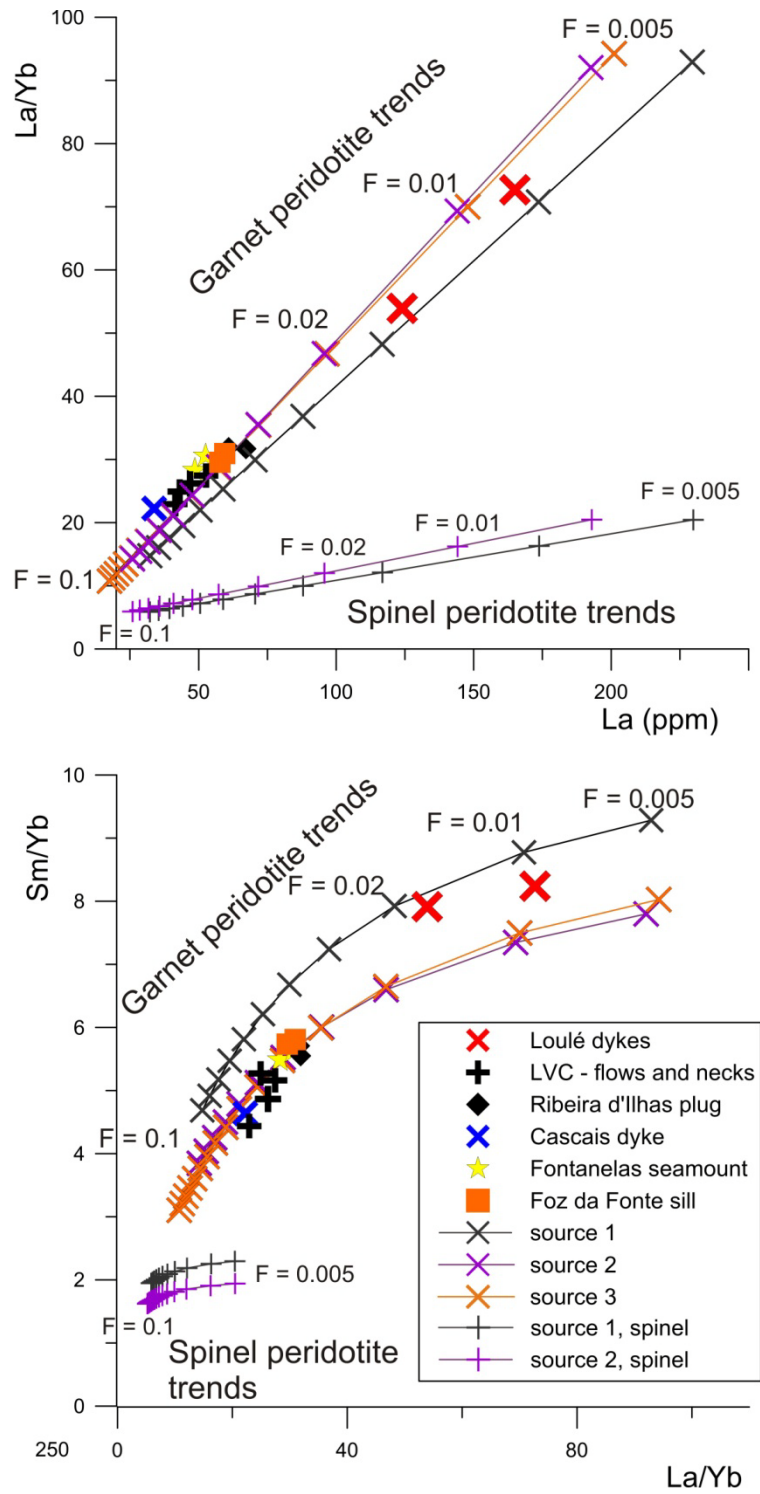 100
La/Yb
F = 0.005
80
Garnet peridotite trends
F = 0.01
60
F = 0.02
40
20
F = 0.005
F = 0.01
F = 0.02
F = 0.1
F = 0.1
Spinel peridotite trends
0
50
100
150
200
La (ppm)
10
Sm/Yb
Garnet peridotite trends
F = 0.005
F = 0.01
8
F = 0.02
6
Loulé dykes
LVC - flows and necks
Ribeira d'Ilhas plug
Cascais dyke
Fontanelas seamount
Foz da Fonte sill
source 1
source 2
source 3
source 1, spinel
source 2, spinel
F = 0.1
4
2
F = 0.005
F = 0.1
Spinel peridotite
trends
0
250
0
40
80
La/Yb